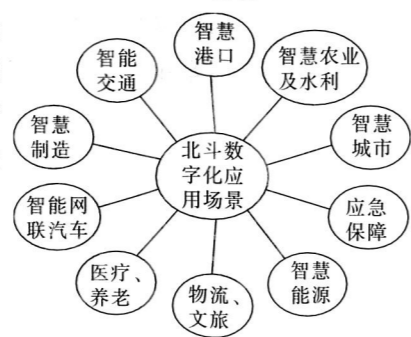 智慧
港口
智慧农业
及水利
智慧
城市
应急
保障
智慧
能源
物流、
文旅
医疗、
养老
智能网
联汽车
智慧
制造
智能
交通
北斗数
字化应
用场景